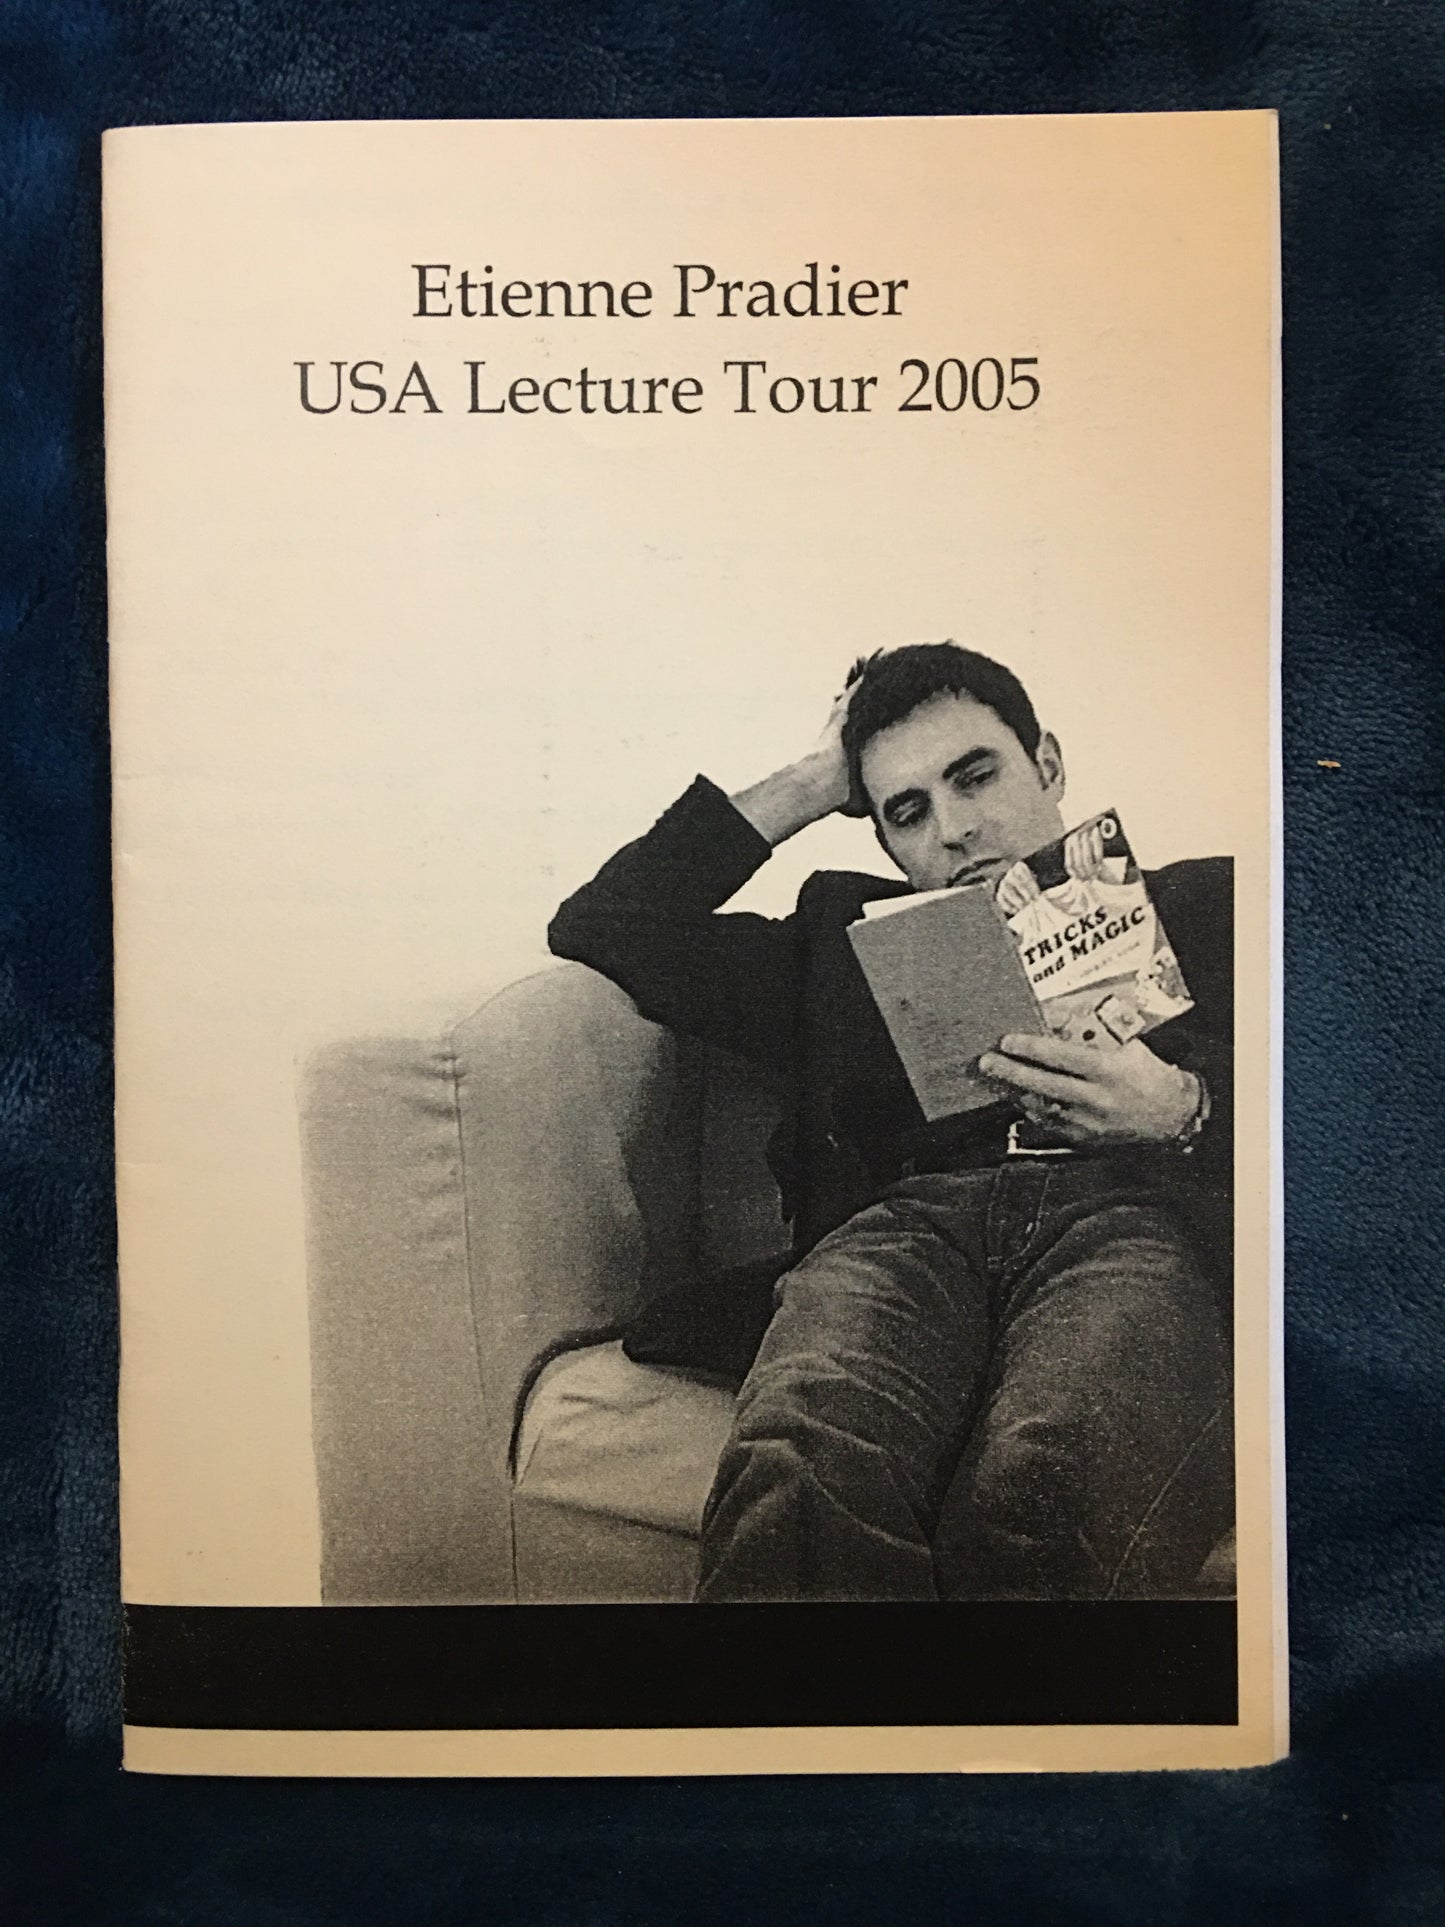 Etienne Pradier
USA Lecture Tour 2005
TRICKS
and MAGIC